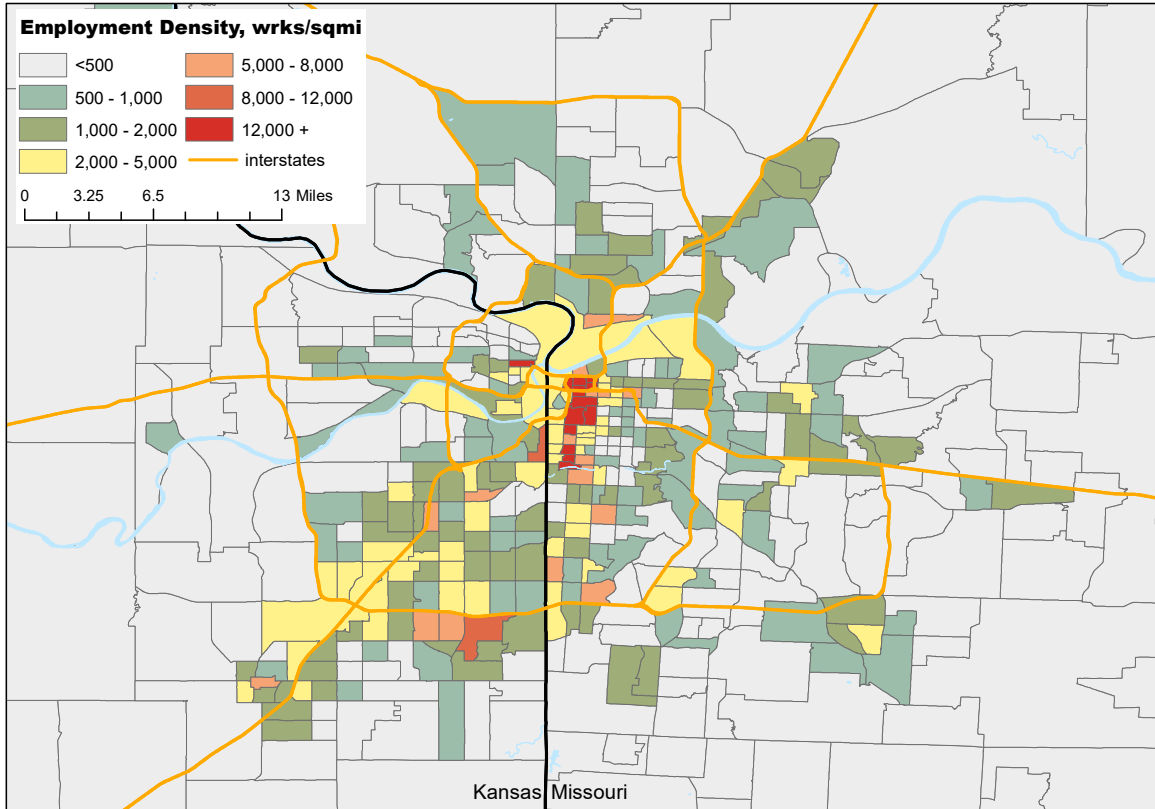 Employment Density, wrks/sqmi
<500
500 - 1,000
1,000 - 2,000
2,000 - 5,000
5,000 - 8,000
8,000 - 12,000
12,000 +
interstates
0 3.25 6.5 13 Miles
Kansas Missouri